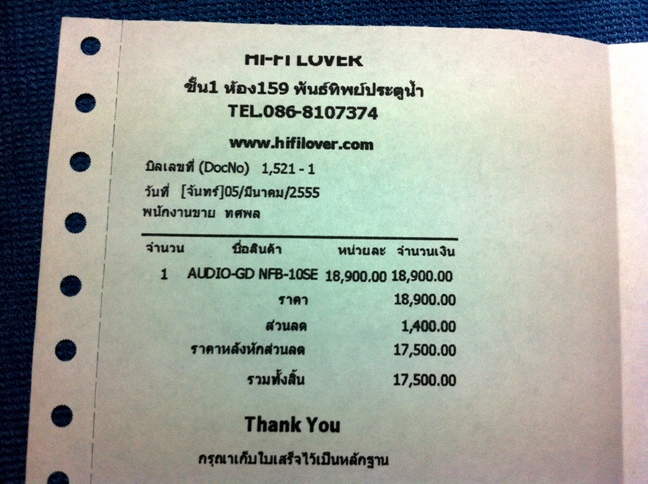 HI-FI LOVER
ชั้น1 ห้อง159 พันธ์ทิพย์ประตูน้ำ
TEL.086-8107374
www.hifilover.com
บิลเลขที่ (DocNo) 1,521 - 1
วันที่ [จันทร์]05/มีนาคม/2555
พนักงานขาย ทศพล
จำนวน ชื่อสินค้า หน่วยละ จำนวนเงิน
1 AUDIO-GD NFB-10SE 18,900.00 18,900.00
ราคา 18,900.00
ส่วนลด 1,400.00
ราคาหลังหักส่วนลด 17,500.00
รวมทั้งสิ้น 17,500.00
Thank You
กรุณาเก็บใบเสร็จไว้เป็นหลักฐาน